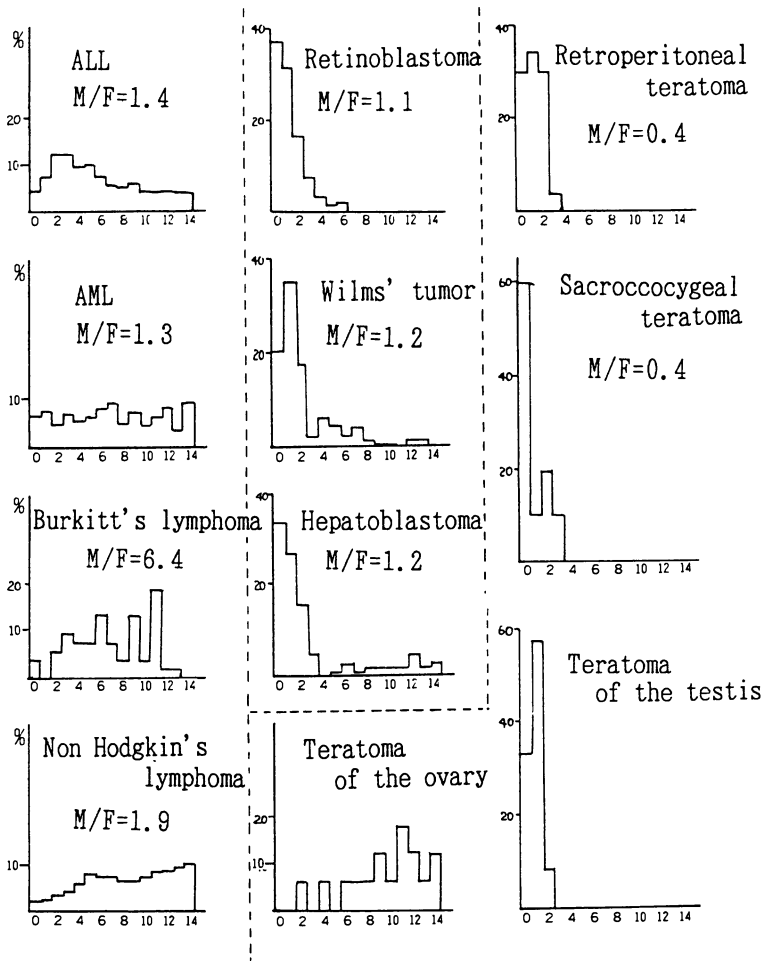 %
ALL
M/F=1.4
20
10
0 2 4 6 8 10 12 14
%
AML
M/F=1.3
10
0 2 4 6 8 10 12 14
%
Burkitt's lymphoma
M/F=6.4
20
10
0 2 4 6 8 10 12 14
%
Non Hodgkin's
lymphoma
M/F=1.9
10
0 2 4 6 8 10 12 14
40
Retinoblastoma
M/F=1.1
20
0 2 4 6 8 10 12 14
40
Wilms' tumor
M/F=1.2
20
0 2 4 6 8 10 12 14
40
Hepatoblastoma
M/F=1.2
20
0 2 4 6 8 10 12 14
Teratoma
of the ovary
20
10
0 2 4 6 8 10 12 14
40
Retroperitoneal
teratoma
M/F=0.4
20
0 2 4 6 8 10 12 14
60
Sacroccocygeal
teratoma
M/F=0.4
40
20
0 2 4 6 8 10 12 14
60
Teratoma
of the testis
40
20
0 2 4 6 8 10 12 14